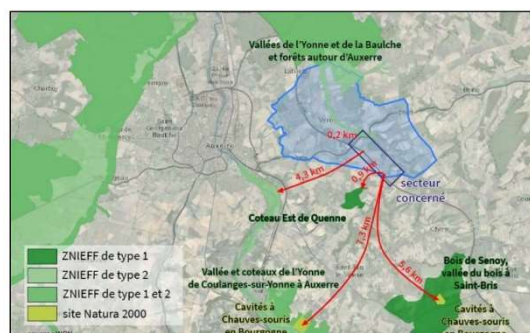 Vallées de l'Yonne et de la Baulche
et forêts autour d'Auxerre
0,2 km
4,3 km
0,9 km
secteur
concerné
Coteau Est de Quenne
7,3 km
5,6 km
ZNIEFF de type 1
ZNIEFF de type 2
ZNIEFF de type 1 et 2
site Natura 2000
Vallée et coteaux de l'Yonne
de Coulanges-sur-Yonne à Auxerre
Bois de Senoy,
vallée du bois à
Saint-Bris
Cavités à
Chauves-souris
en Bourgogne
Cavités à
Chauves-souris
en Bourgogne